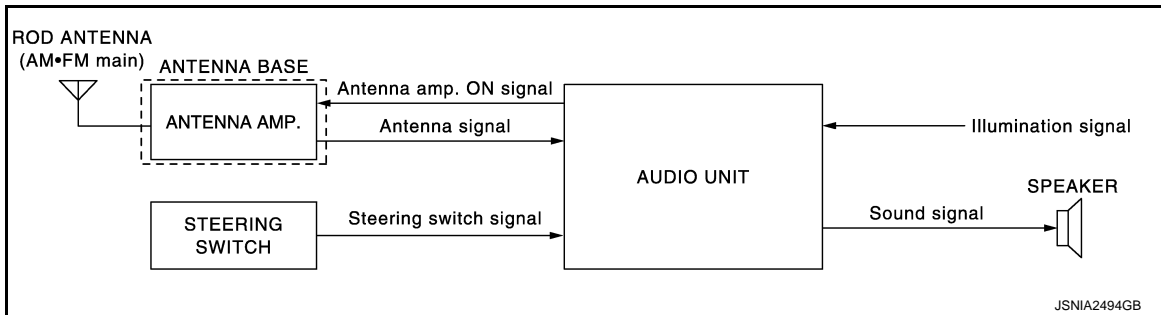 ROD ANTENNA
(AM•FM main)
ANTENNA BASE
ANTENNA AMP.
Antenna amp. ON signal
Antenna signal
STEERING
SWITCH
Steering switch signal
AUDIO UNIT
Illumination signal
SPEAKER
Sound signal
JSNIA2494GB